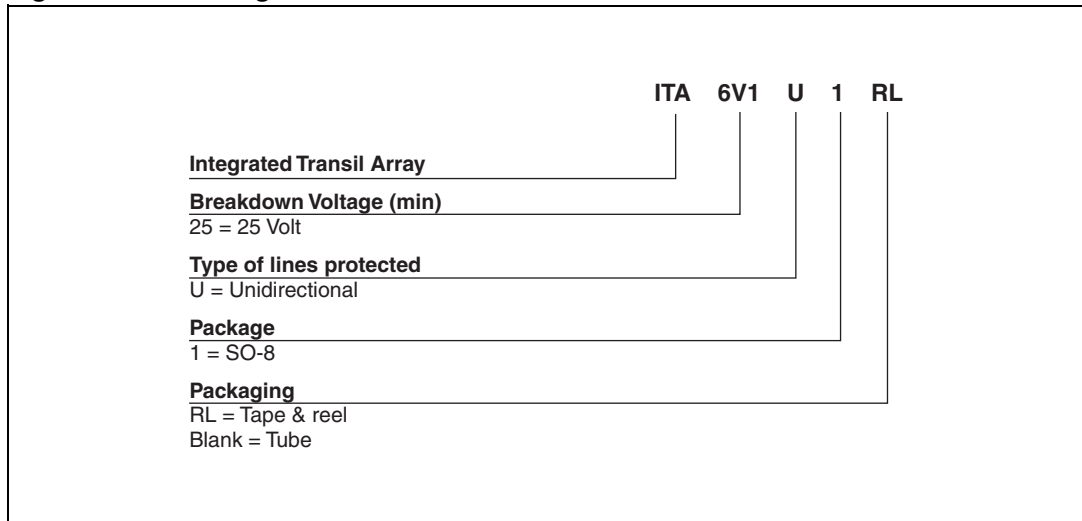 ITA 6V1 U 1 RL
Integrated Transil Array
Breakdown Voltage (min)
25 = 25 Volt
Type of lines protected
U = Unidirectional
Package
1 = SO-8
Packaging
RL = Tape & reel
Blank = Tube